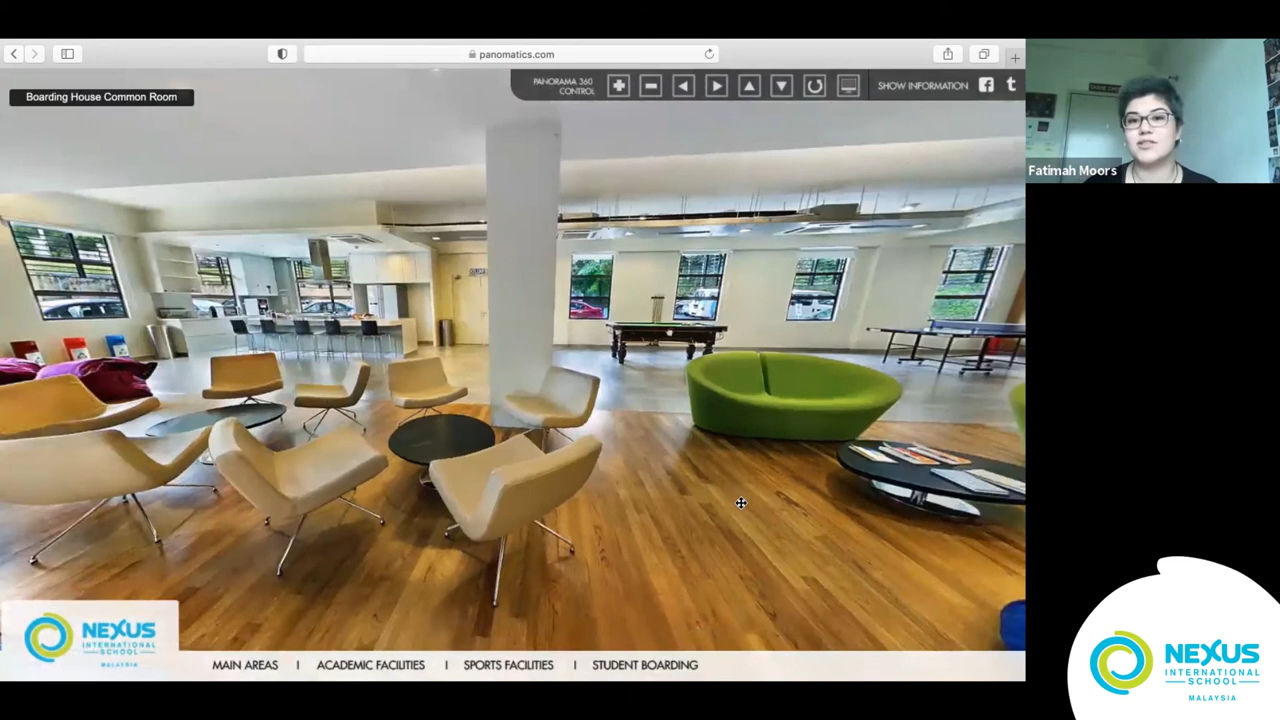 panomatics.com
Boarding House Common Room
PANORAMA 360
CONTROL
SHOW INFORMATION
Fatimah Moors
NEXUS
INTERNATIONAL
SCHOOL
MALAYSIA
MAIN AREAS | ACADEMIC FACILITIES | SPORTS FACILITIES | STUDENT BOARDING
NEXUS
INTERNATIONAL
SCHOOL
MALAYSIA